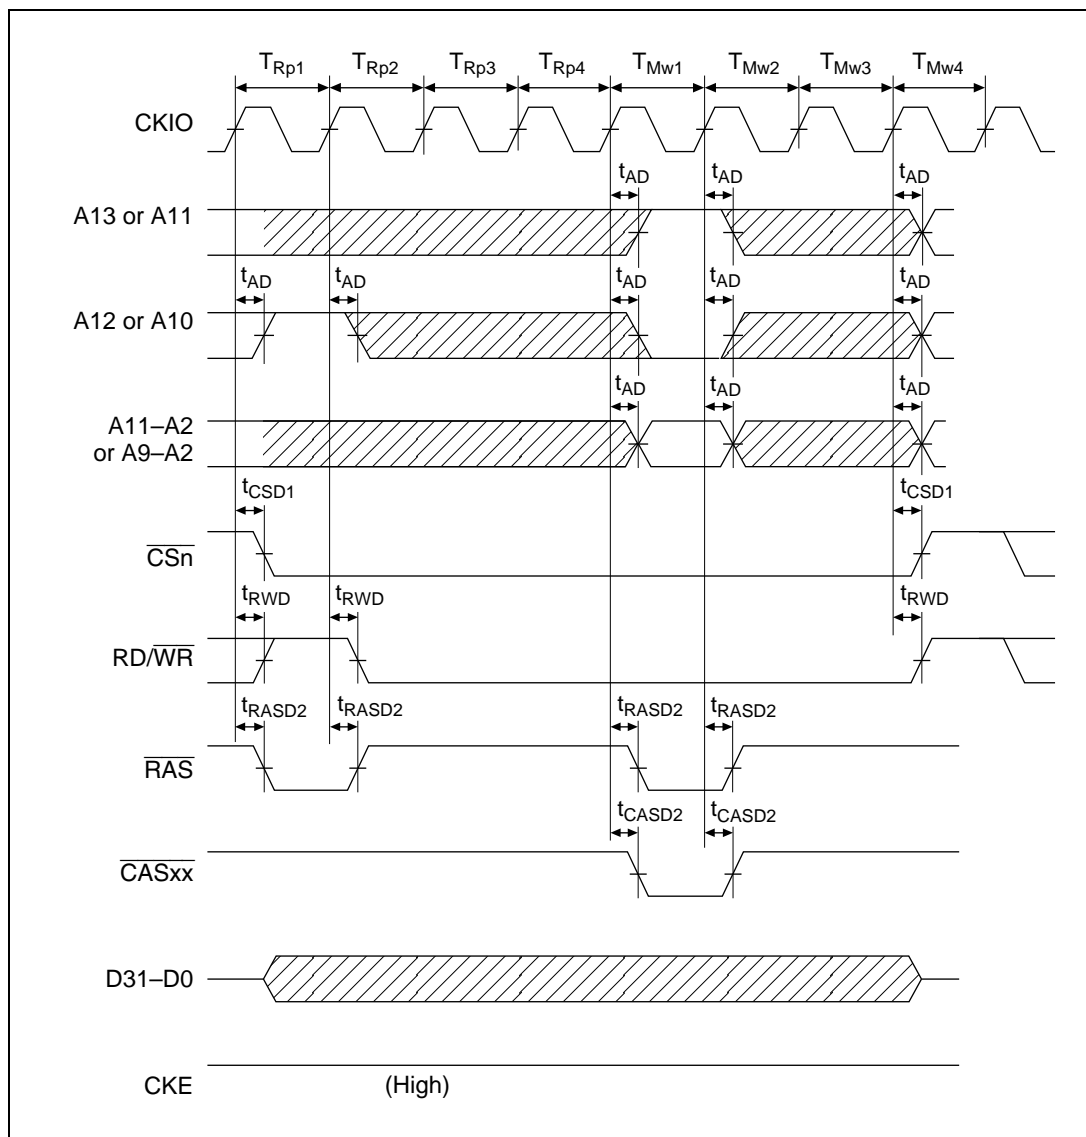 TRp1 TRp2 TRp3 TRp4 TMw1 TMw2 TMw3 TMw4
CKIO
tAD tAD tAD
A13 or A11
tAD tAD tAD tAD tAD
A12 or A10
tAD tAD tAD
A11–A2
or A9–A2
tCSD1 tCSD1
CSn
tRWD tRWD tRWD
RD/WR
tRASD2 tRASD2 tRASD2 tRASD2
RAS
tCASD2 tCASD2
CASxx
D31–D0
CKE (High)